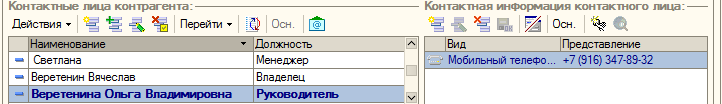 Контактные лица контрагента:
Действия
Перейти
Осн.
Наименование
Должность
Светлана
Менеджер
Веретенин Вячеслав
Владелец
Веретенина Ольга Владимировна
Руководитель
Контактная информация контактного лица:
Осн.
Вид
Представление
Мобильный телефо...
+7 (916) 347-89-32